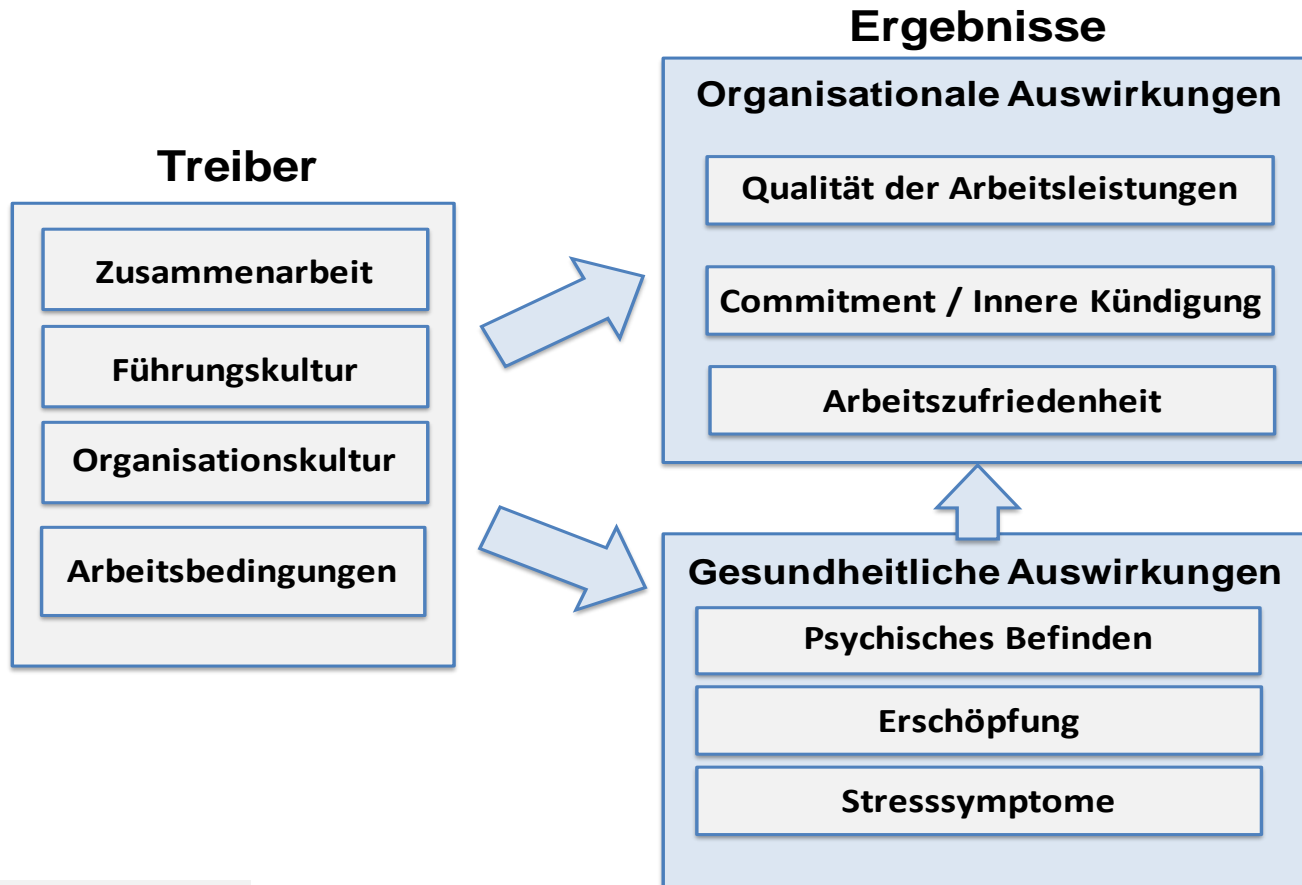 Treiber
Zusammenarbeit
Führungskultur
Organisationskultur
Arbeitsbedingungen
Ergebnisse
Organisationale Auswirkungen
Qualität der Arbeitsleistungen
Commitment / Innere Kündigung
Arbeitszufriedenheit
Gesundheitliche Auswirkungen
Psychisches Befinden
Erschöpfung
Stresssymptome